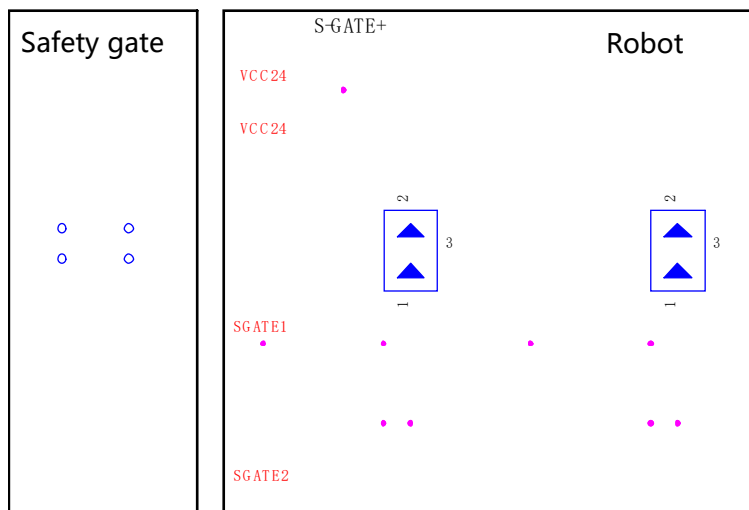 S-GATE+
Safety gate
Robot
VCC24
VCC24
2
2
3
3
1
1
SGATE1
SGATE2